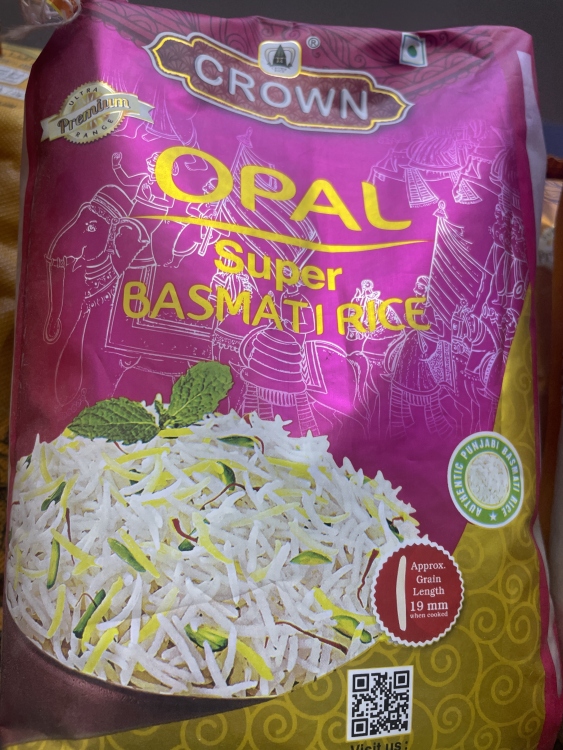 CROWN
®
ULTRA
Premium
RANGE
OPAL
Super
BASMATI RICE
AUTHENTIC PUNJABI BASMATI RICE ★
Approx.
Grain
Length
19 mm
when cooked
Visit us: